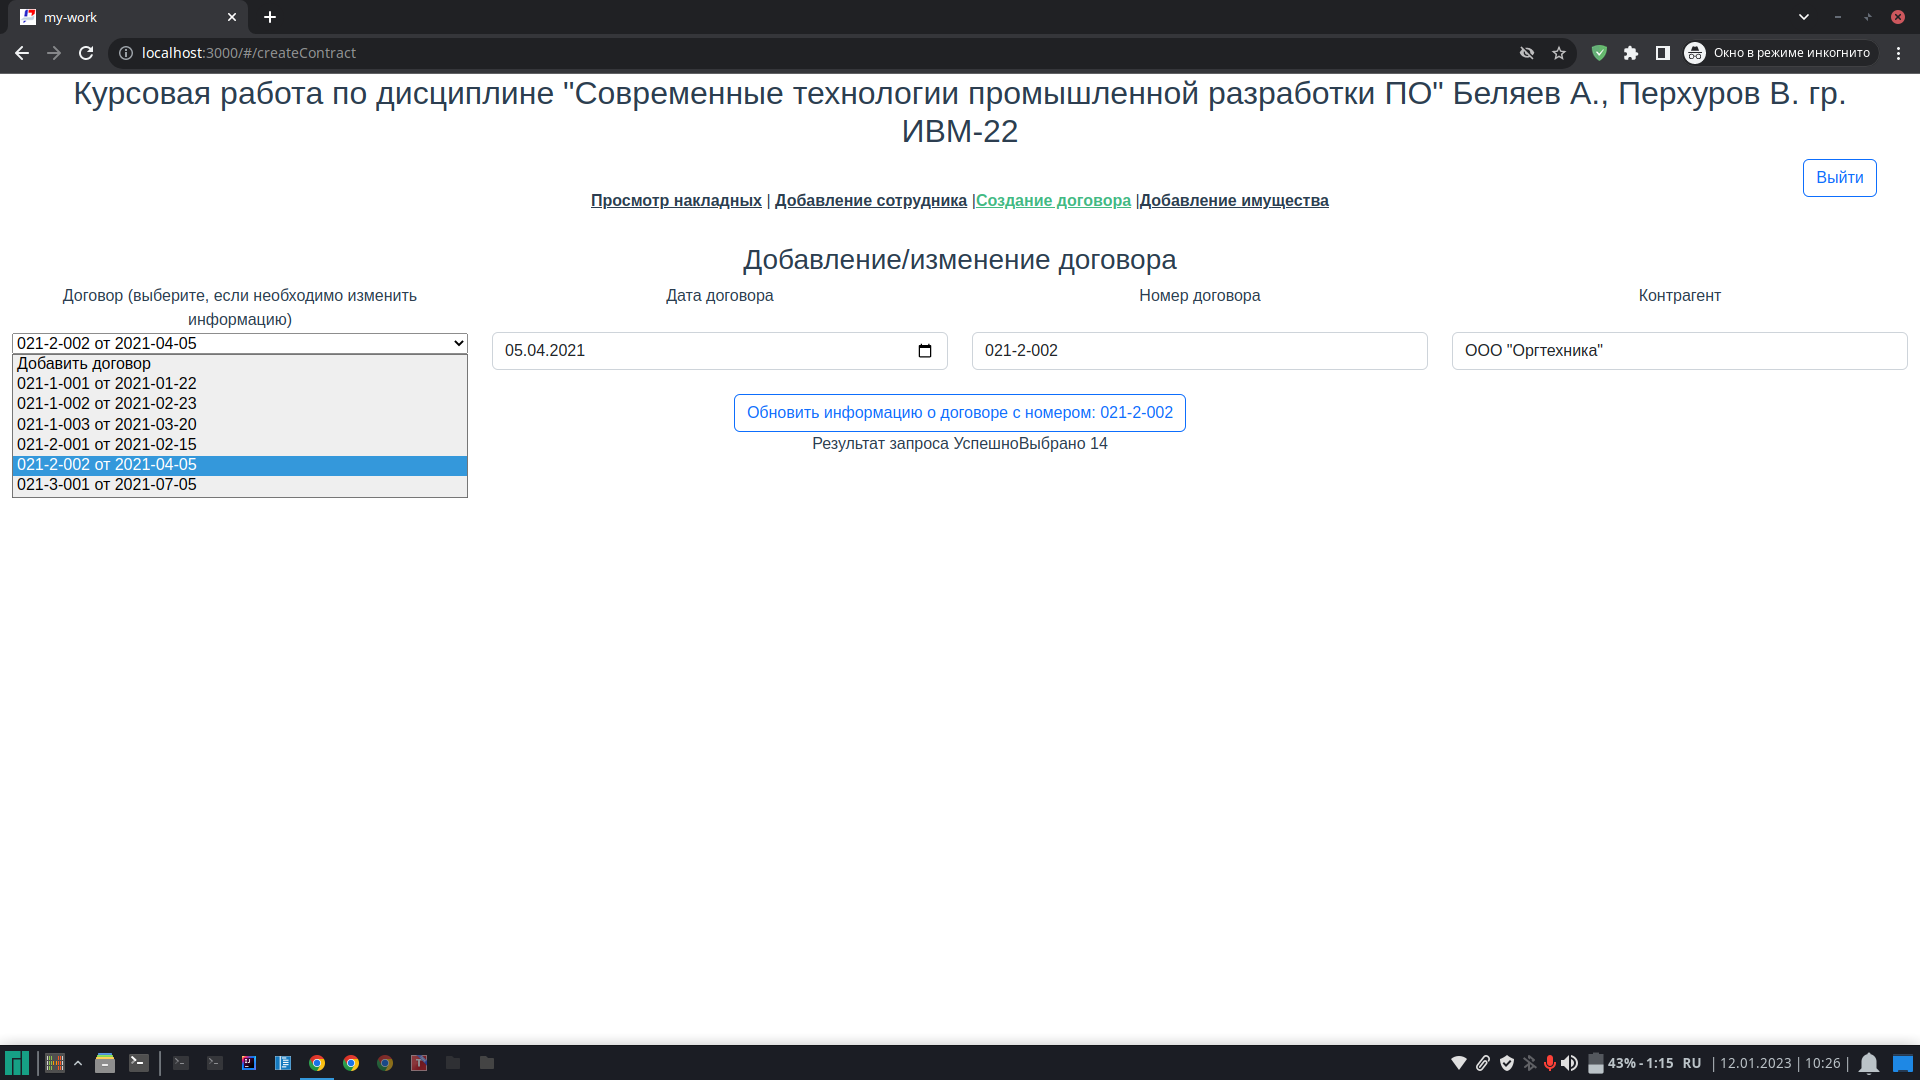 my-work
localhost:3000/#/createContract
Окно в режиме инкогнито
Курсовая работа по дисциплине "Современные технологии промышленной разработки ПО" Беляев А., Перхуров В. гр.
ИВМ-22
Выйти
Просмотр накладных | Добавление сотрудника |Создание договора |Добавление имущества
Добавление/изменение договора
Договор (выберите, если необходимо изменить
информацию)
Дата договора
Номер договора
Контрагент
021-2-002 от 2021-04-05
05.04.2021
021-2-002
ООО "Оргтехника"
Добавить договор
021-1-001 от 2021-01-22
021-1-002 от 2021-02-23
021-1-003 от 2021-03-20
021-2-001 от 2021-02-15
021-2-002 от 2021-04-05
021-3-001 от 2021-07-05
Обновить информацию о договоре с номером: 021-2-002
Результат запроса УспешноВыбрано 14
43% - 1:15 RU | 12.01.2023 | 10:26 |